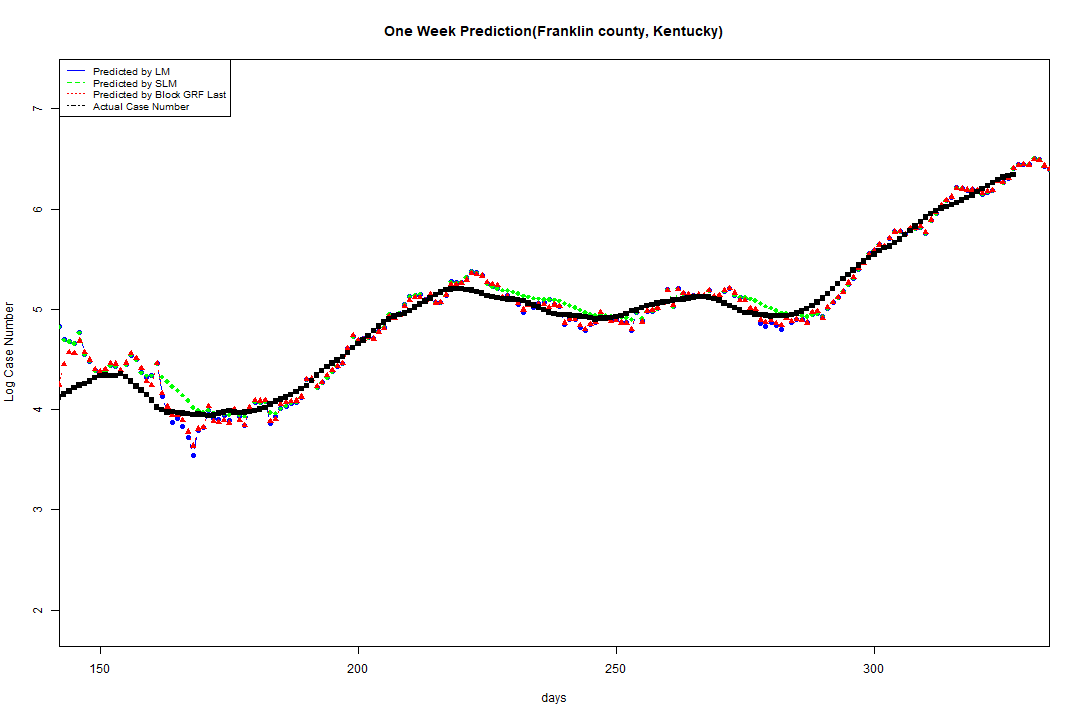 One Week Prediction(Franklin county, Kentucky)
Predicted by LM
Predicted by SLM
Predicted by Block GRF Last
Actual Case Number
7
6
5
4
3
2
Log Case Number
150 200 250 300
days